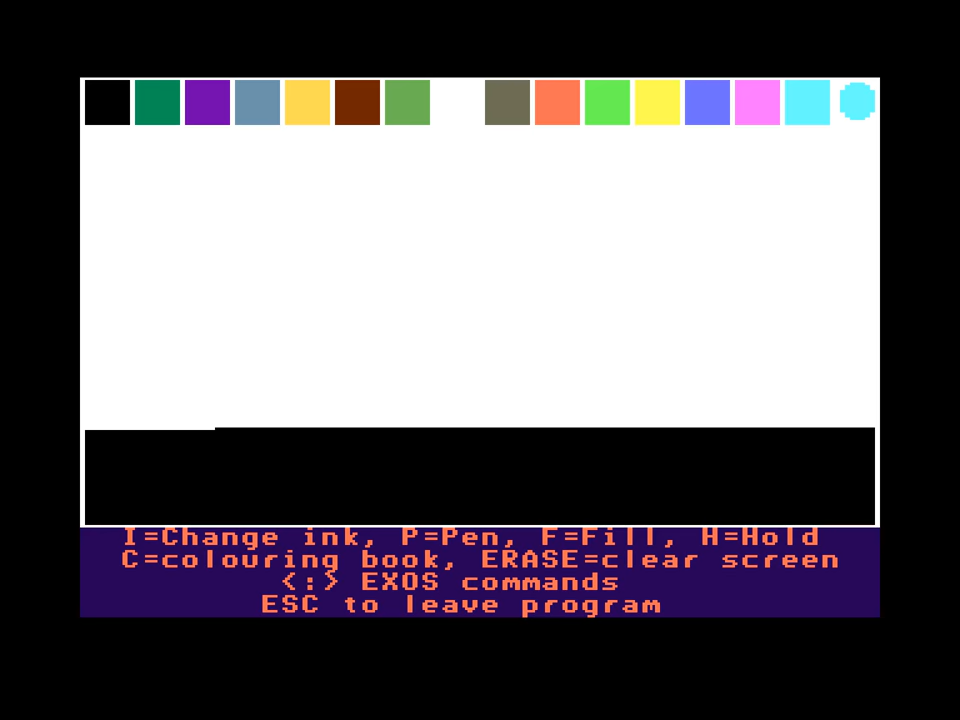 I=Change ink, P=Pen, F=Fill, H=Hold
C=colouring book, ERASE=clear screen
<:> EXOS commands
ESC to leave program